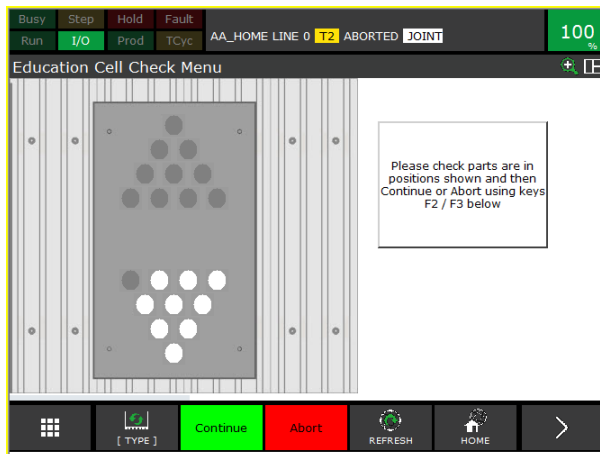 Busy Step Hold Fault
Run I/O Prod TCyc
AA_HOME LINE 0 T2 ABORTED JOINT
100
%
Education Cell Check Menu
Please check parts are in
positions shown and then
Continue or Abort using keys
F2 / F3 below
[ TYPE ]
Continue
Abort
REFRESH
HOME